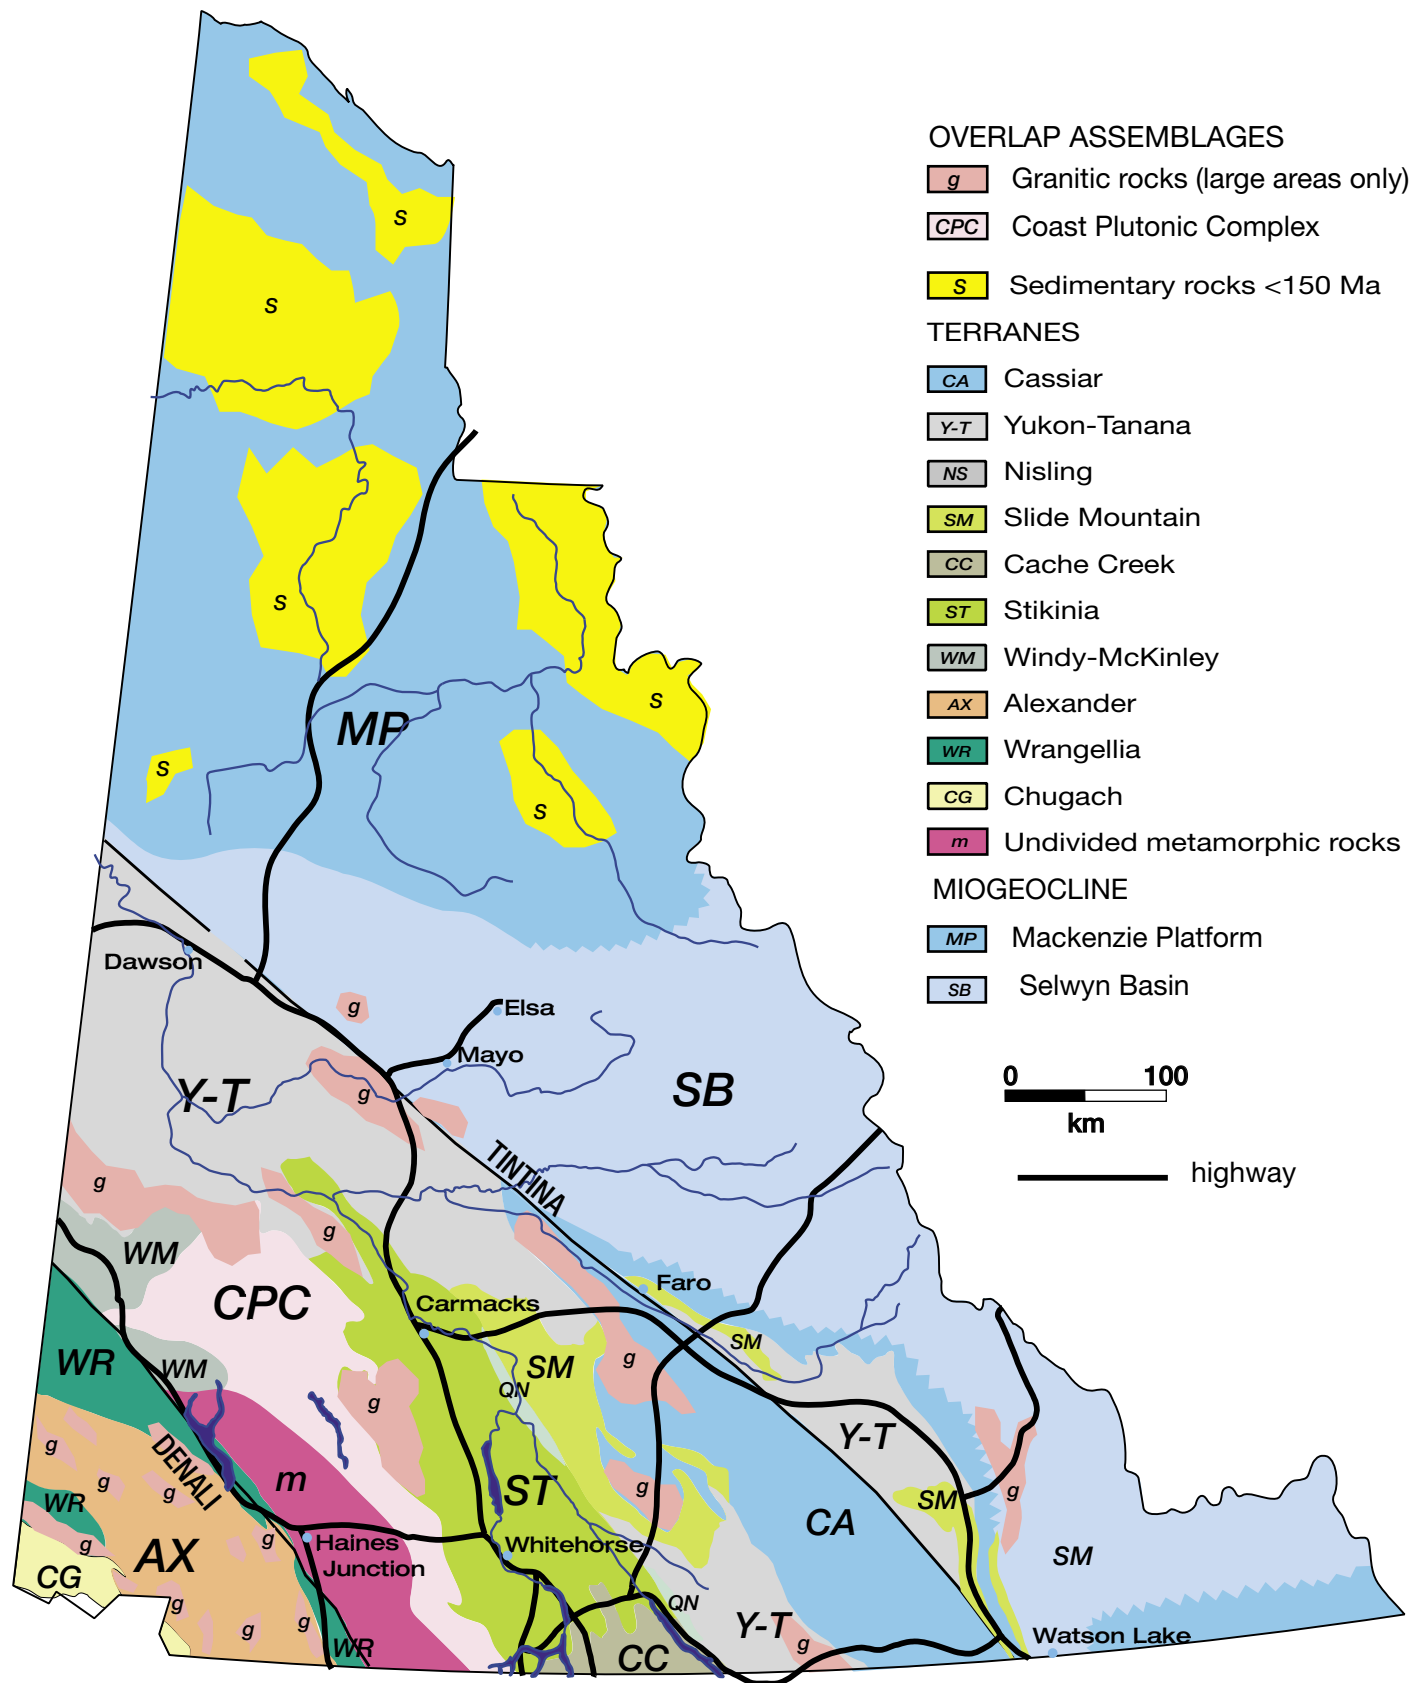 OVERLAP ASSEMBLAGES
g Granitic rocks (large areas only)
CPC Coast Plutonic Complex
S Sedimentary rocks <150 Ma
TERRANES
CA Cassiar
Y-T Yukon-Tanana
NS Nisling
SM Slide Mountain
CC Cache Creek
ST Stikinia
WM Windy-McKinley
AX Alexander
WR Wrangellia
CG Chugach
m Undivided metamorphic rocks
MIOGEOCLINE
MP Mackenzie Platform
SB Selwyn Basin
0 100
km
highway
S
S
S
S
MP
S
S
Dawson
g
Elsa
Mayo
Y-T
g
SB
TINTINA
g
g
WM
CPC
Faro
Carmacks
SM
WR
WM
SM
g
QN
g
Y-T
g
DENALI
m
g
g
g
WR
ST
SM
g
CA
g
Haines
Junction
Whitehorse
g
AX
SM
CG
g
QN
Y-T
g
g
g
WR
CC
g
Watson Lake